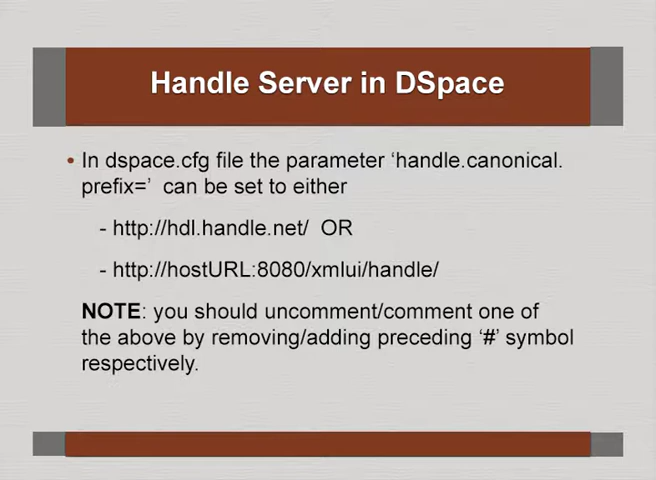 Handle Server in DSpace
• In dspace.cfg file the parameter ‘handle.canonical.
prefix=’ can be set to either
- http://hdl.handle.net/ OR
- http://hostURL:8080/xmlui/handle/
NOTE: you should uncomment/comment one of
the above by removing/adding preceding ‘#’ symbol
respectively.